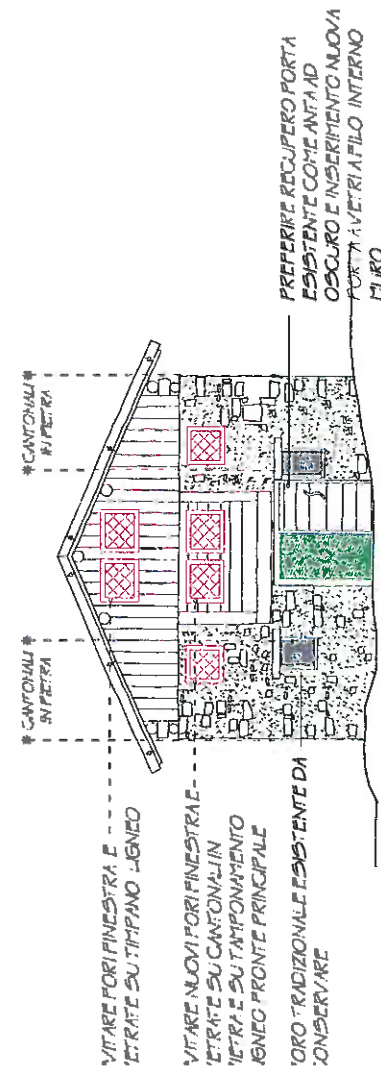 * CANTONALI *
IN PIETRA
* CANTONALI *
IN PIETRA
VITARE FORI FINESTRA E
ETRATE SU TIMPANO LIGNEO
VITARE NUOVI FORI FINESTRA E
ETRATE SU CANTONALI IN
IETRA E SU TAMPONAMENTO
IGNEO FRONTE PRINCIPALE
ORO TRADIZIONALE ESISTENTE DA
ONSERVARE
PREFERIRE RECUPERO PORTA
ESISTENTE COME ANTA AD
OSCURO E INSERIMENTO NUOVA
PORTA A VETRI A FILO INTERNO
MURO